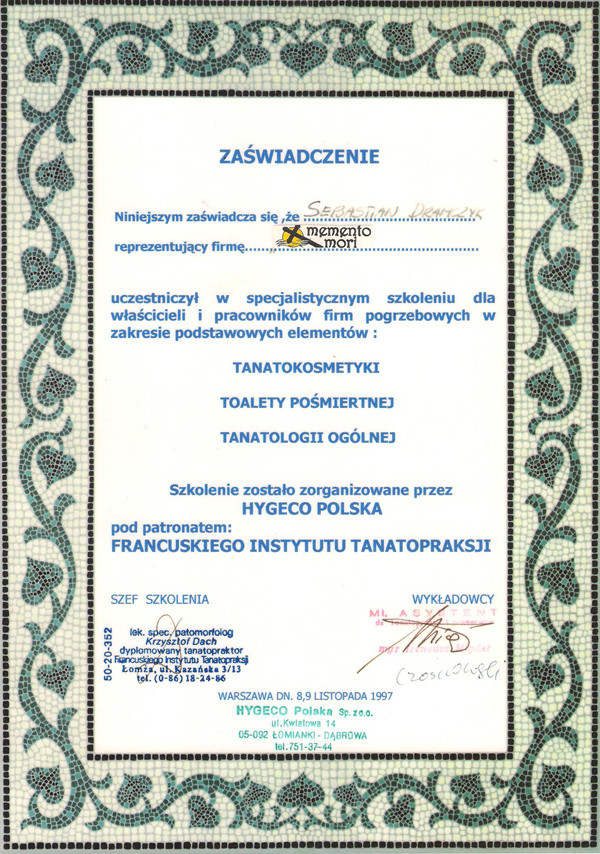 ZAŚWIADCZENIE
Niniejszym zaświadcza się ,że SEBASTIAN DRAMCZYK
reprezentujący firmę............ memento mori
uczestniczył w specjalistycznym szkoleniu dla
właścicieli i pracowników firm pogrzebowych w
zakresie podstawowych elementów :
TANATOKOSMETYKI
TOALETY POŚMIERTNEJ
TANATOLOGII OGÓLNEJ
Szkolenie zostało zorganizowane przez
HYGECO POLSKA
pod patronatem:
FRANCUSKIEGO INSTYTUTU TANATOPRAKSJI
SZEF SZKOLENIA
WYKŁADOWCY
50-20-352
lek. spec. patomorfolog
Krzysztof Dach
dyplomowany tanatopraktor
Francuskiego Instytutu Tanatopraksji
Łomża, ul. Kazańska 3/13
tel. (0-86) 18-24-86
MŁ. ASYSTENT
mgr
WARSZAWA DN. 8,9 LISTOPADA 1997
HYGECO Polska Sp. z o.o.
ul.Kwiatowa 14
05-092 ŁOMIANKI - DĄBROWA
tel.751-37-44